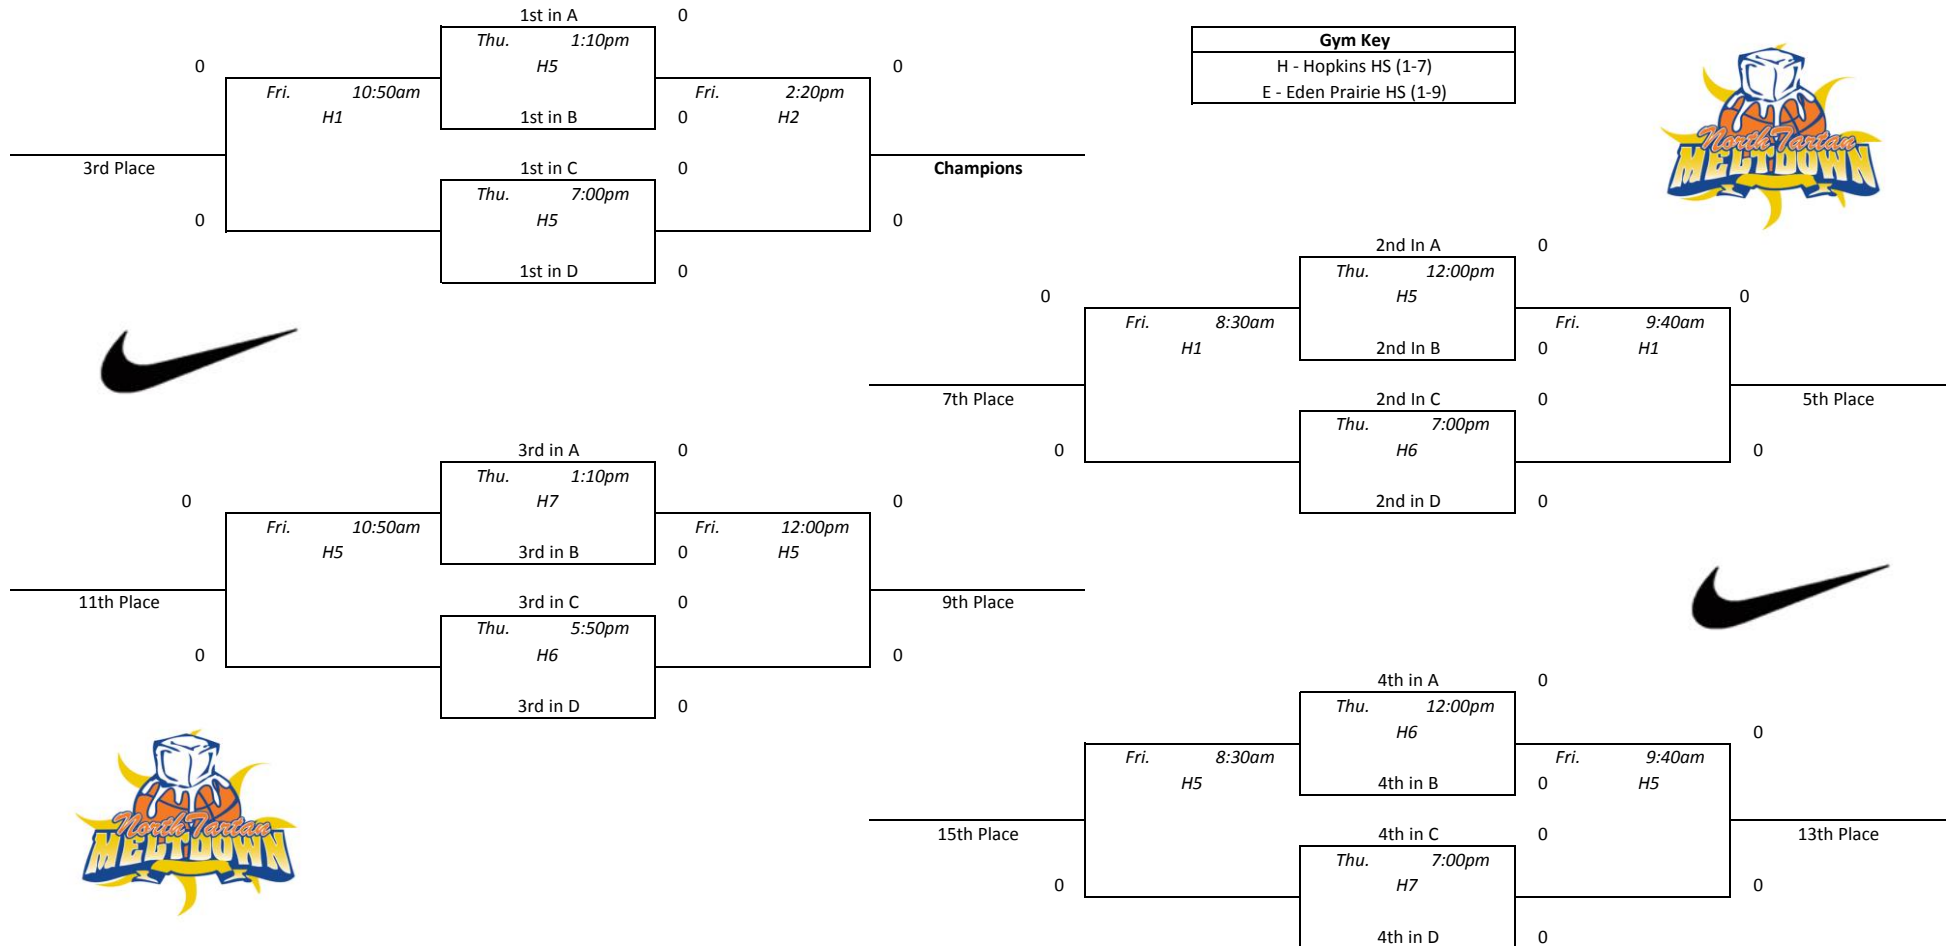 1st in A 0
Thu. 1:10pm
Gym Key
0 H5 0
H - Hopkins HS (1-7)
Fri. 10:50am Fri. 2:20pm
E - Eden Prairie HS (1-9)
H1 1st in B 0 H2
3rd Place 1st in C 0 Champions
North Tartan
MELTDOWN
Thu. 7:00pm
0 H5 0
2nd In A 0
1st in D 0
Thu. 12:00pm
0 H5 0
Fri. 8:30am Fri. 9:40am
H1 2nd In B 0 H1
7th Place 2nd In C 0 5th Place
Thu. 7:00pm
3rd in A 0
0 H6 0
Thu. 1:10pm
0 H7 0
2nd in D 0
Fri. 10:50am Fri. 12:00pm
H5 3rd in B 0 H5
11th Place 3rd in C 0 9th Place
Thu. 5:50pm
0 H6 0
4th in A 0
3rd in D 0
Thu. 12:00pm
H6 0
Fri. 8:30am Fri. 9:40am
H5 4th in B 0 H5
North Tartan
MELTDOWN
15th Place 4th in C 0 13th Place
Thu. 7:00pm
0 H7 0
4th in D 0